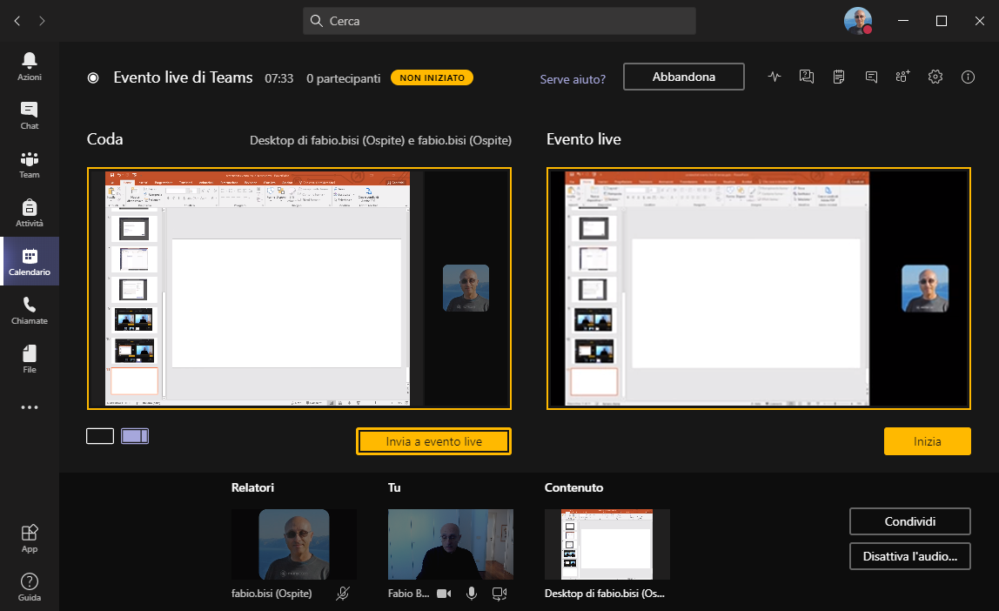 Cerca
Azioni
Chat
Team
Attività
Calendario
Chiamate
File
App
Guida
Evento live di Teams 07:33 0 partecipanti NON INIZIATO Serve aiuto? Abbandona
Coda Desktop di fabio.bisi (Ospite) e fabio.bisi (Ospite) Evento live
Invia a evento live Inizia
Relatori Tu Contenuto
Condividi
Disattiva l'audio...
fabio.bisi (Ospite) Fabio B... Desktop di fabio.bisi (Os...